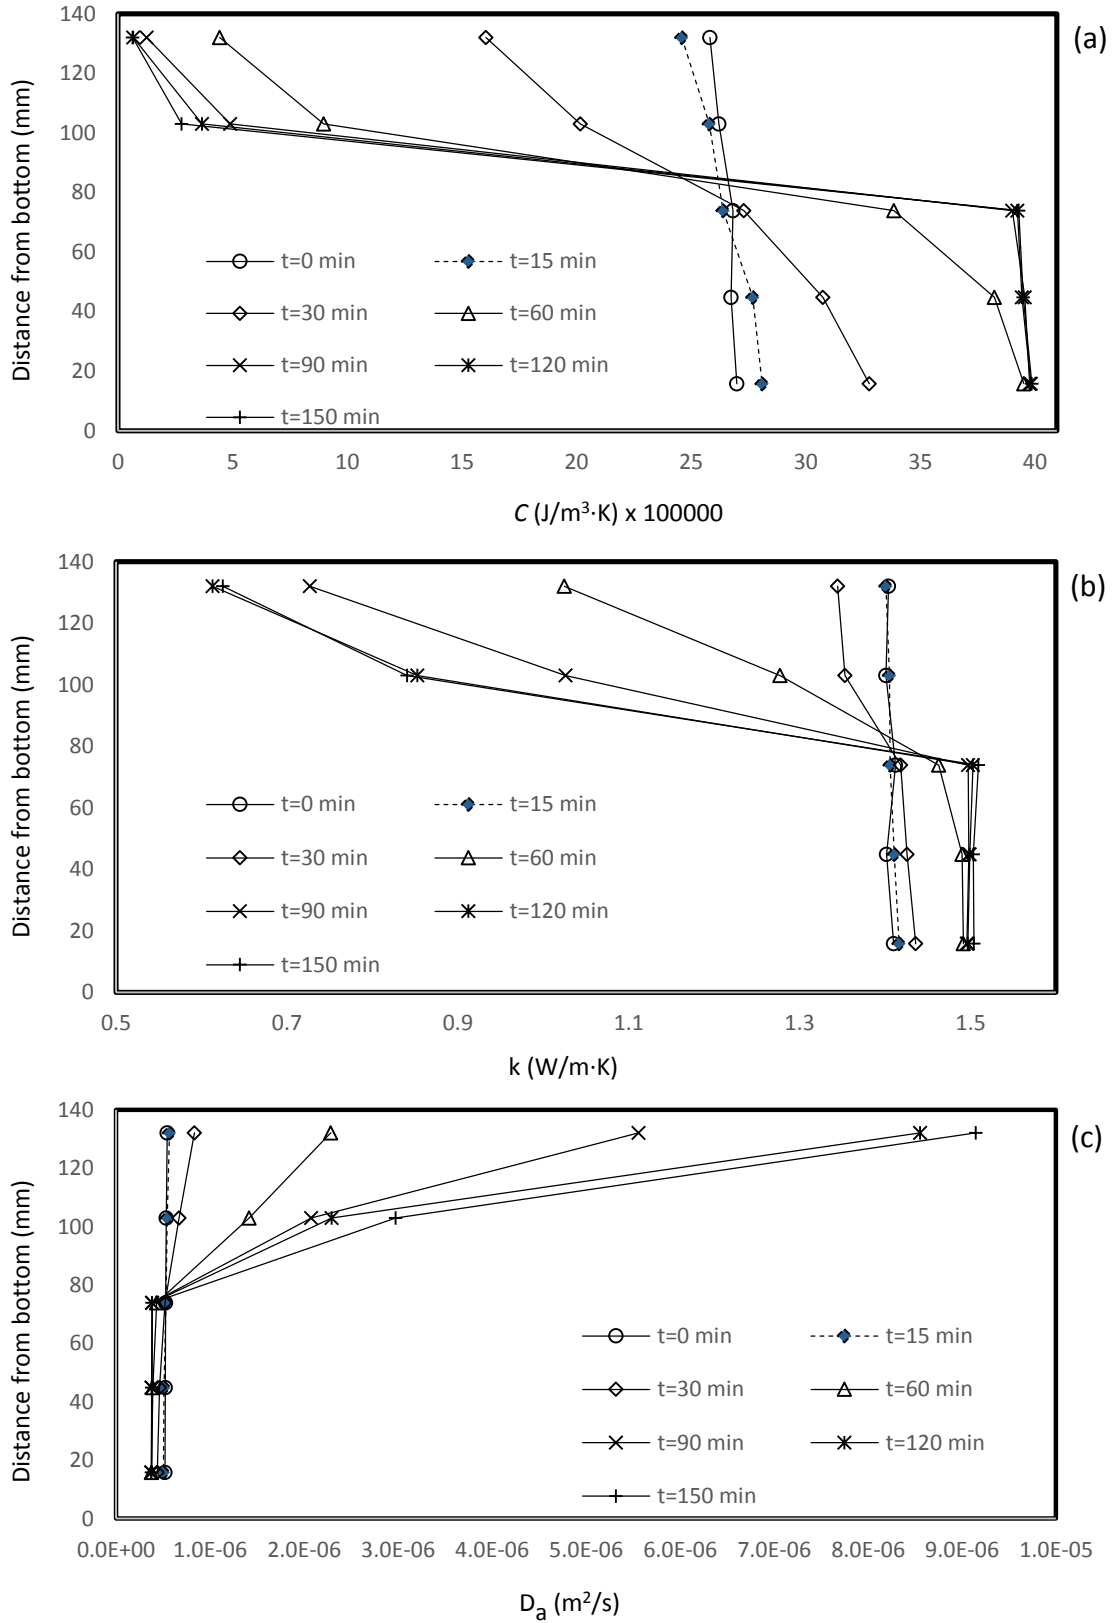 140
(a)
120
100
80
60
40
20
0
Distance from bottom (mm)
t=0 min
t=15 min
t=30 min
t=60 min
t=90 min
t=120 min
t=150 min
0 5 10 15 20 25 30 35 40
C (J/m³·K) x 100000
140
(b)
120
100
80
60
40
20
0
Distance from bottom (mm)
t=0 min
t=15 min
t=30 min
t=60 min
t=90 min
t=120 min
t=150 min
0.5 0.7 0.9 1.1 1.3 1.5
k (W/m·K)
140
(c)
120
100
80
60
40
20
0
Distance from bottom (mm)
t=0 min
t=15 min
t=30 min
t=60 min
t=90 min
t=120 min
t=150 min
0.0E+00 1.0E-06 2.0E-06 3.0E-06 4.0E-06 5.0E-06 6.0E-06 7.0E-06 8.0E-06 9.0E-06 1.0E-05
Da (m²/s)